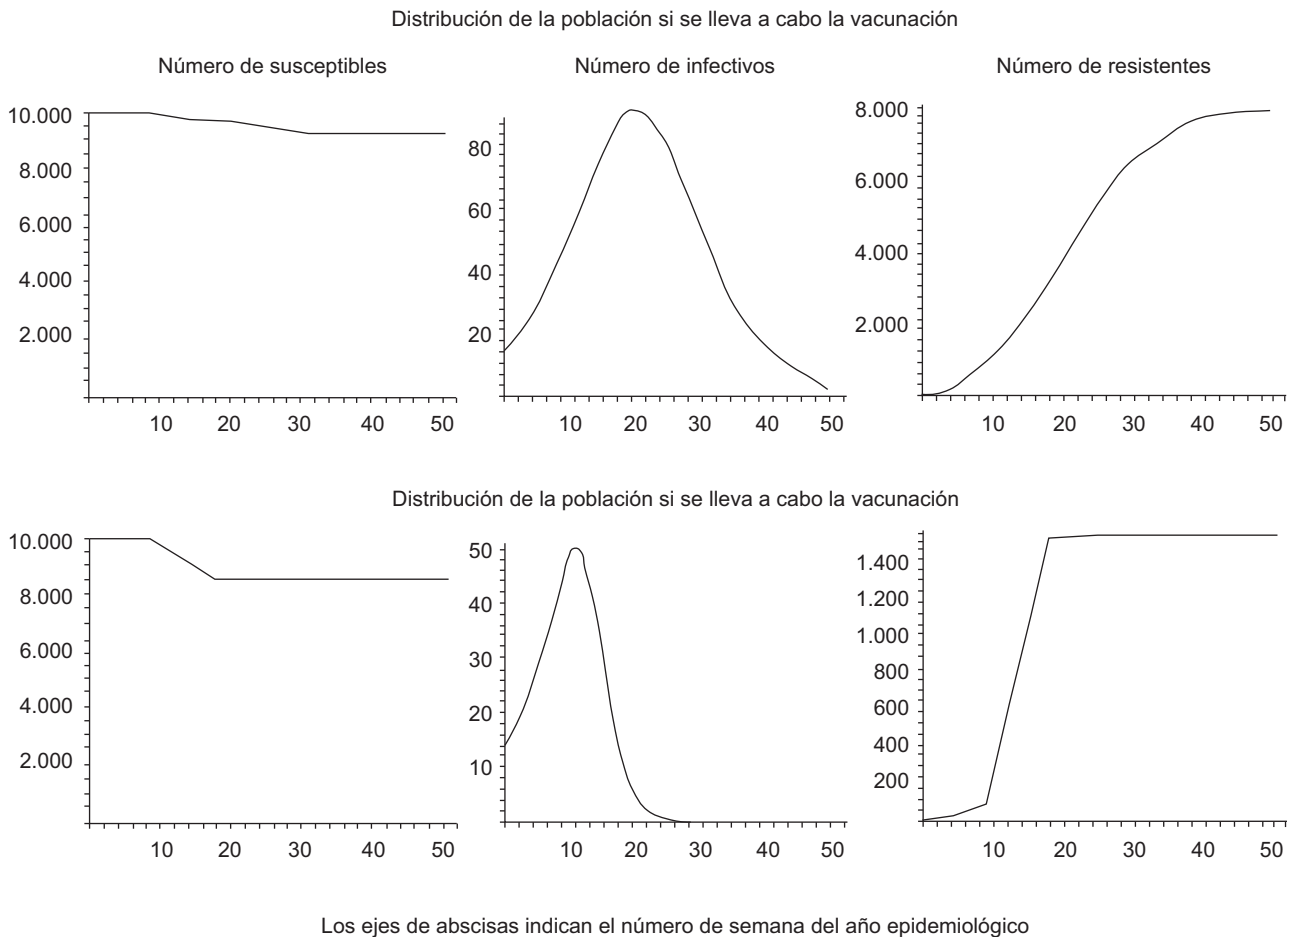 Distribución de la población si se lleva a cabo la vacunación
Número de susceptibles
Número de infectivos
Número de resistentes
10.000
8.000
6.000
4.000
2.000
10 20 30 40 50
80
60
40
20
10 20 30 40 50
8.000
6.000
4.000
2.000
10 20 30 40 50
Distribución de la población si se lleva a cabo la vacunación
10.000
8.000
6.000
4.000
2.000
10 20 30 40 50
50
40
30
20
10
10 20 30 40 50
1.400
1.200
1.000
800
600
400
200
10 20 30 40 50
Los ejes de abscisas indican el número de semana del año epidemiológico